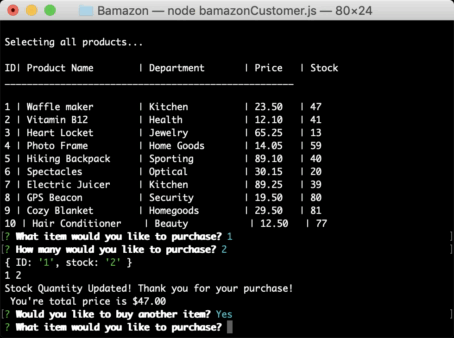 Bamazon — node bamazonCustomer.js — 80×24
Selecting all products...
ID| Product Name | Department | Price | Stock
1 | Waffle maker | Kitchen | 23.50 | 47
2 | Vitamin B12 | Health | 12.10 | 41
3 | Heart Locket | Jewelry | 65.25 | 13
4 | Photo Frame | Home Goods | 14.05 | 59
5 | Hiking Backpack | Sporting | 89.10 | 40
6 | Spectacles | Optical | 30.15 | 20
7 | Electric Juicer | Kitchen | 89.25 | 39
8 | GPS Beacon | Security | 19.50 | 80
9 | Cozy Blanket | Homegoods | 29.50 | 81
10 | Hair Conditioner | Beauty | 12.50 | 77
[? What item would you like to purchase? 1 ]
[? How many would you like to purchase? 2 ]
{ ID: '1', stock: '2' }
1 2
Stock Quantity Updated! Thank you for your purchase!
You're total price is $47.00
[? Would you like to buy another item? Yes ]
? What item would you like to purchase?